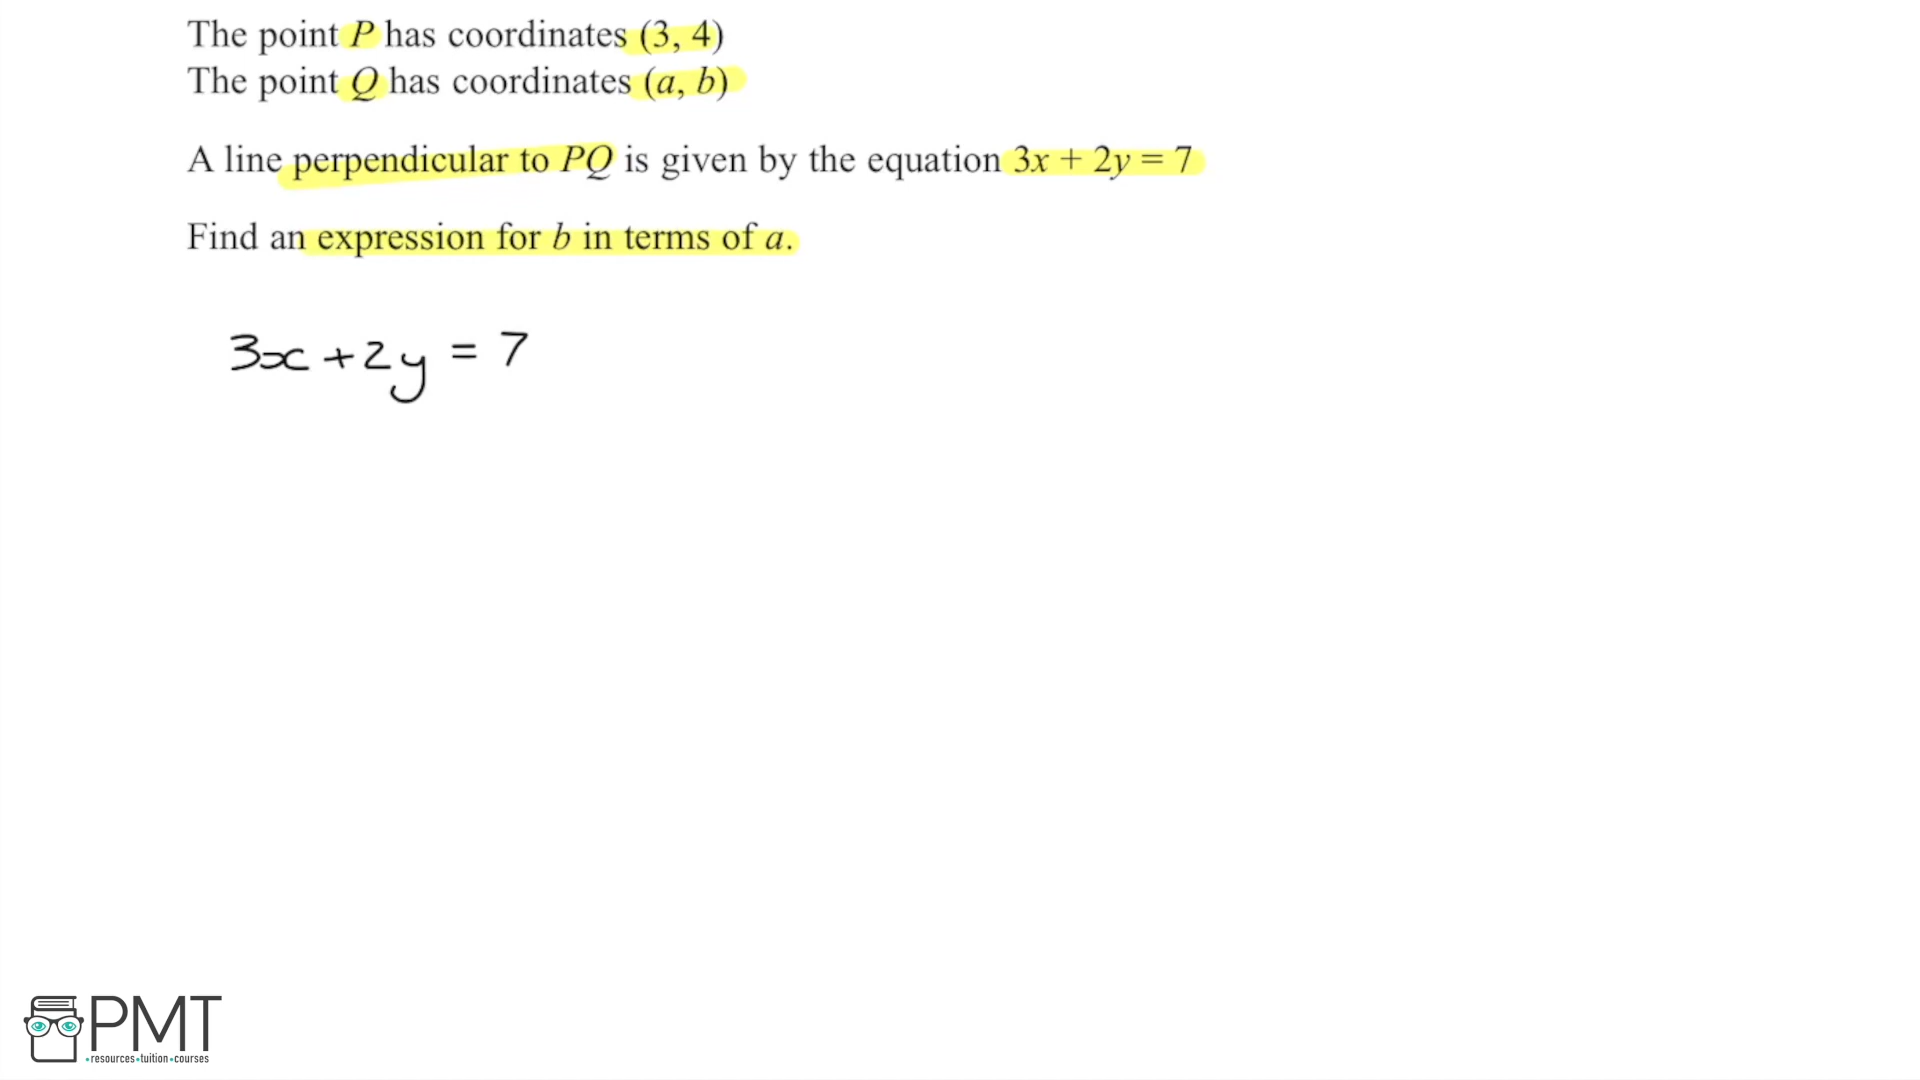 The point P has coordinates (3, 4)
The point Q has coordinates (a, b)
A line perpendicular to PQ is given by the equation 3x + 2y = 7
Find an expression for b in terms of a.
3x + 2y = 7
PMT
•resources•tuition•courses